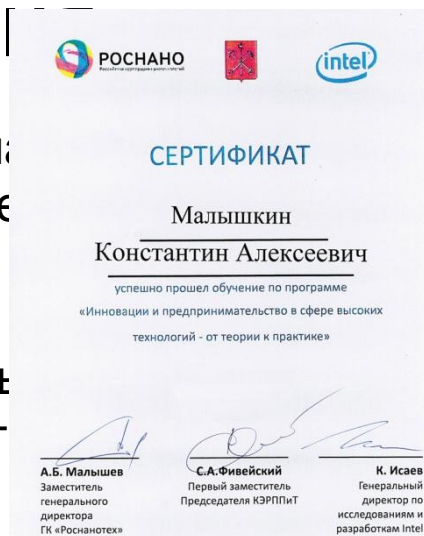 РОСНАНО
intel
СЕРТИФИКАТ
Малышкин
Константин Алексеевич
успешно прошел обучение по программе
«Инновации и предпринимательство в сфере высоких
технологий - от теории к практике»
А.Б. Малышев
Заместитель
генерального
директора
ГК «Роснанотех»
С.А.Фивейский
Первый заместитель
Председателя КЭРППиТ
К. Исаев
Генеральный
директор по
исследованиям и
разработкам Intel